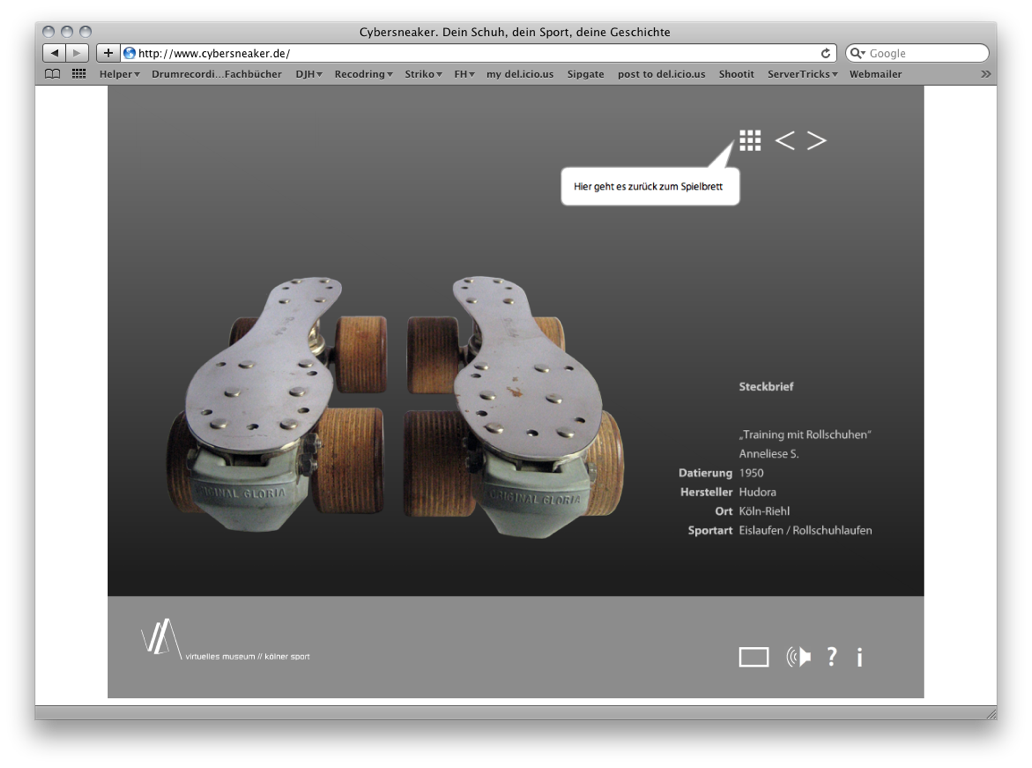 Cybersneaker. Dein Schuh, dein Sport, deine Geschichte
http://www.cybersneaker.de/
Google
Helper Drumrecordi...Fachbücher DJH Recodring Striko FH my del.icio.us Sipgate post to del.icio.us Shootit ServerTricks Webmailer
Hier geht es zurück zum Spielbrett
ORIGINAL GLORIA
ORIGINAL GLORIA
Steckbrief
„Training mit Rollschuhen“
Anneliese S.
Datierung 1950
Hersteller Hudora
Ort Köln-Riehl
Sportart Eislaufen / Rollschuhlaufen
virtuelles museum // kölner sport
? i